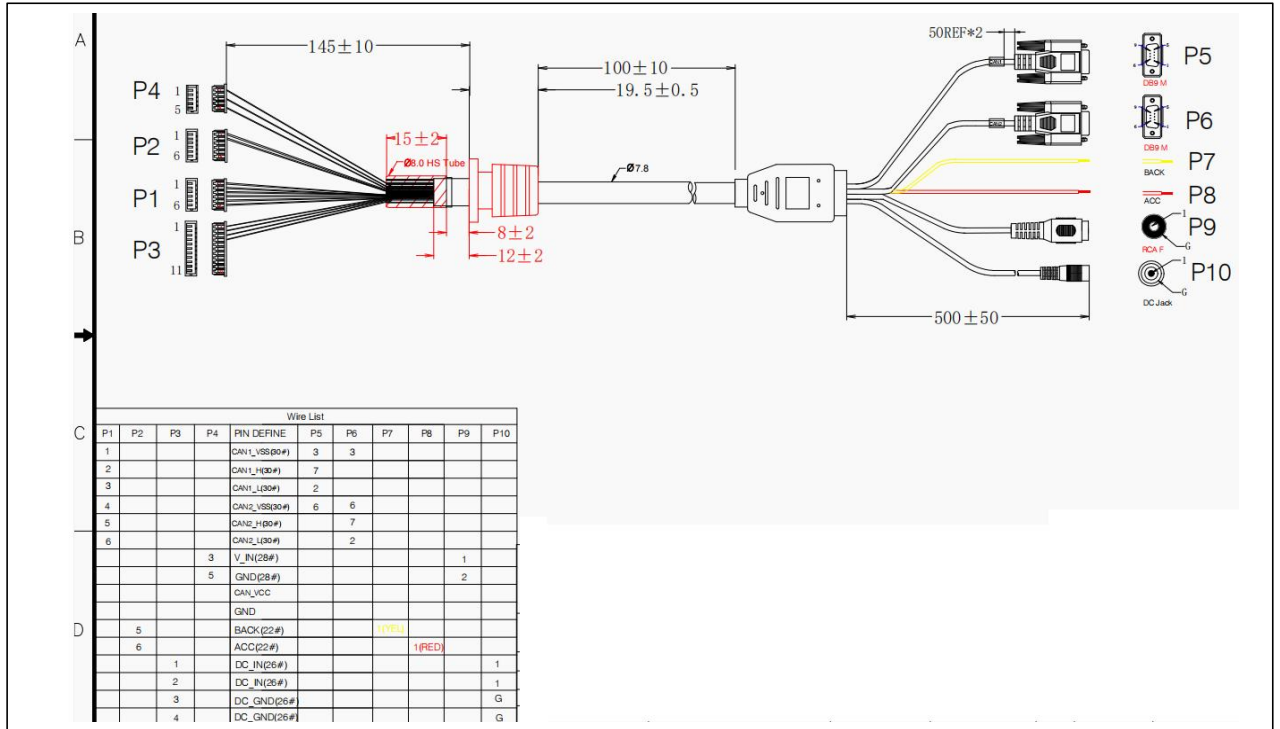 A
145±10
50REF*2
CAN1
P5
DB9 M
100±10
19.5±0.5
P4
1
5
CAN2
P6
DB9 M
P2
1
6
15±2
Ø8.0 HS Tube
Ø7.8
P7
BACK
P1
1
6
P8
ACC
B
P3
1
11
8±2
12±2
1
P9
G
RCA F
1
P10
G
DC Jack
500±50
C
Wire List
P1 P2 P3 P4 PIN DEFINE P5 P6 P7 P8 P9 P10
1 CAN1_VSS(30#) 3 3
2 CAN1_H(30#) 7
3 CAN1_L(30#) 2
4 CAN2_VSS(30#) 6 6
5 CAN2_H(30#) 7
6 CAN2_L(30#) 2
3 V_IN(28#) 1
5 GND(28#) 2
CAN_VCC
GND
D
5 BACK(22#) 1(YEL)
6 ACC(22#) 1(RED)
1 DC_IN(26#) 1
2 DC_IN(26#) 1
3 DC_GND(26#) G
4 DC_GND(26#) G